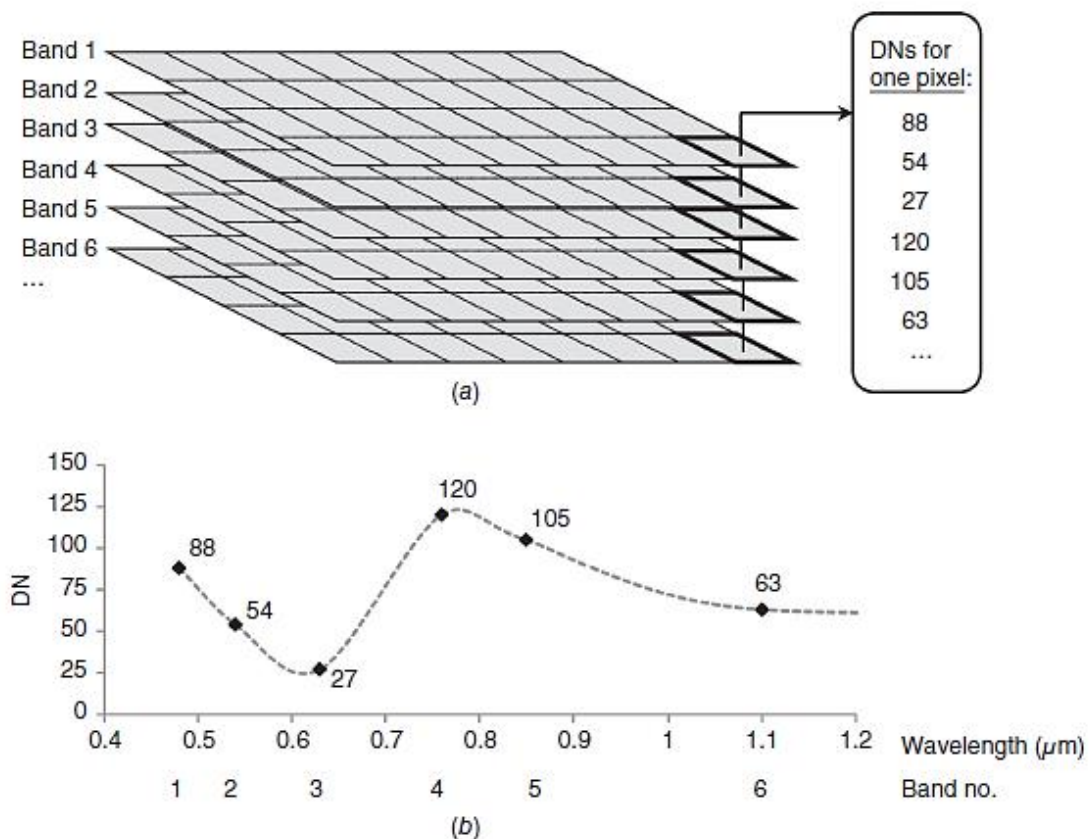 Band 1
Band 2
Band 3
Band 4
Band 5
Band 6
...
DNs for
one pixel:
88
54
27
120
105
63
...
(a)
150
125
100
75
50
25
0
DN
88
54
27
120
105
63
0.4 0.5 0.6 0.7 0.8 0.9 1 1.1 1.2 Wavelength (µm)
1 2 3 4 5 6 Band no.
(b)